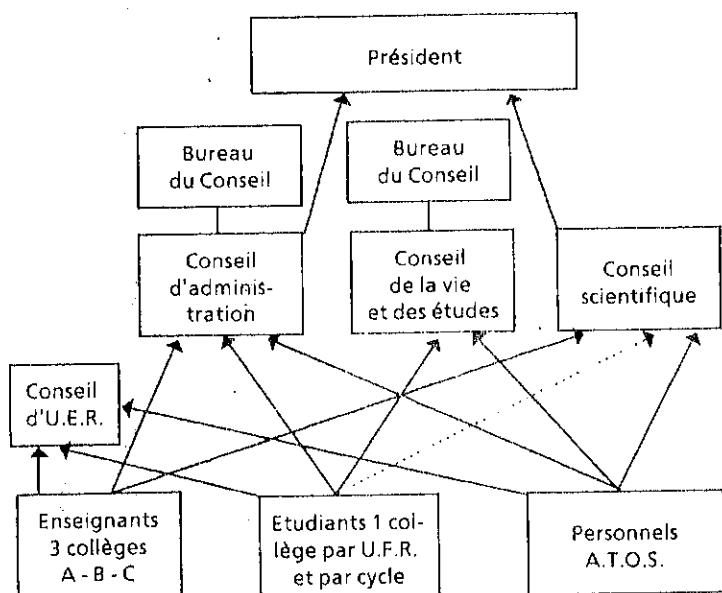 Président
Bureau
du Conseil
Bureau
du Conseil
Conseil
d'adminis-
tration
Conseil
de la vie
et des études
Conseil
scientifique
Conseil
d'U.E.R.
Enseignants
3 collèges
A - B - C
Etudiants 1 col-
lège par U.F.R.
et par cycle
Personnels
A.T.O.S.